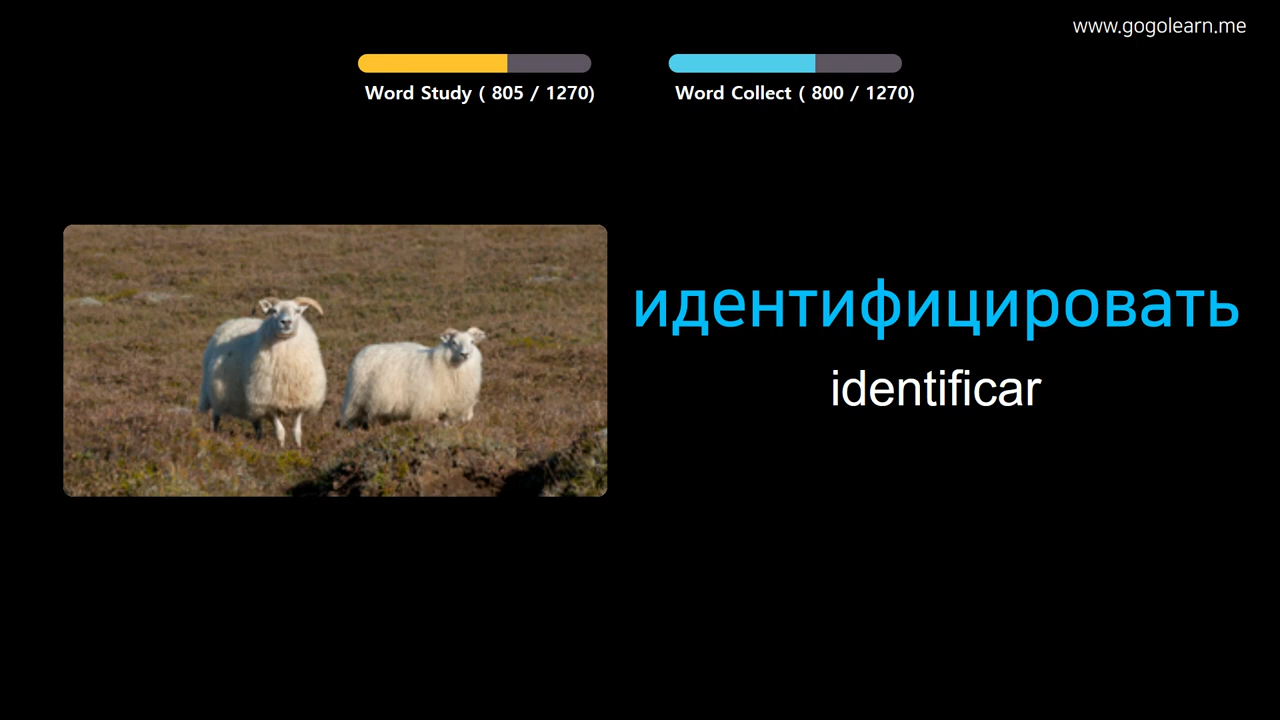 www.gogolearn.me
Word Study ( 805 / 1270)
Word Collect ( 800 / 1270)
идентифицировать
identificar